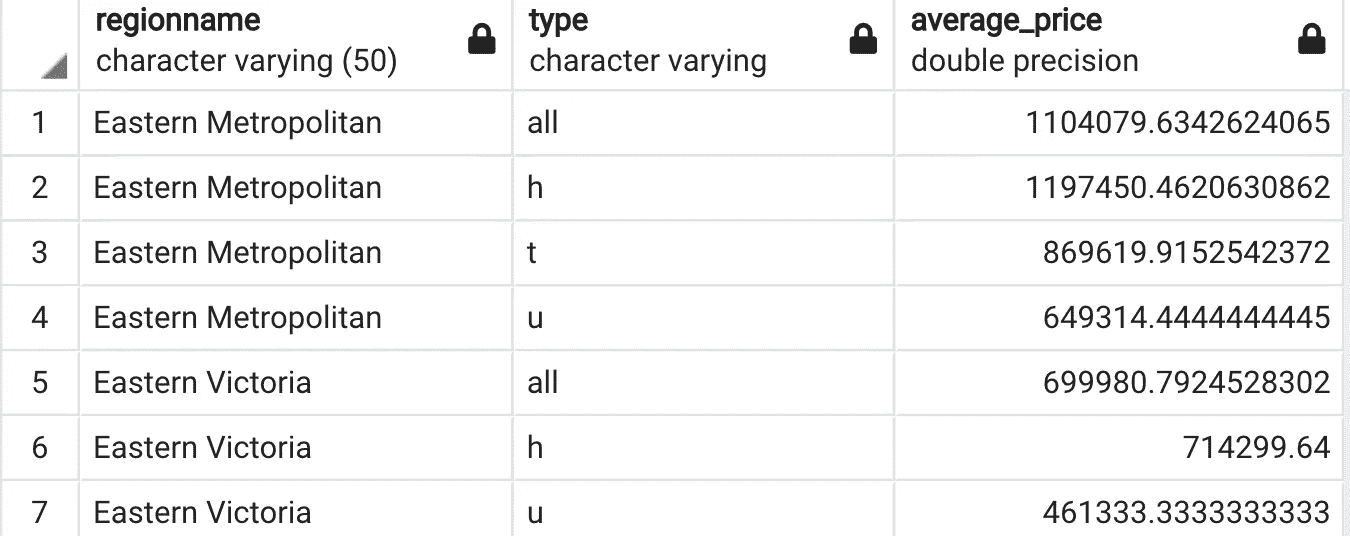 regionname type average_price
character varying (50) character varying double precision
1 Eastern Metropolitan all 1104079.6342624065
2 Eastern Metropolitan h 1197450.4620630862
3 Eastern Metropolitan t 869619.9152542372
4 Eastern Metropolitan u 649314.4444444445
5 Eastern Victoria all 699980.7924528302
6 Eastern Victoria h 714299.64
7 Eastern Victoria u 461333.3333333333